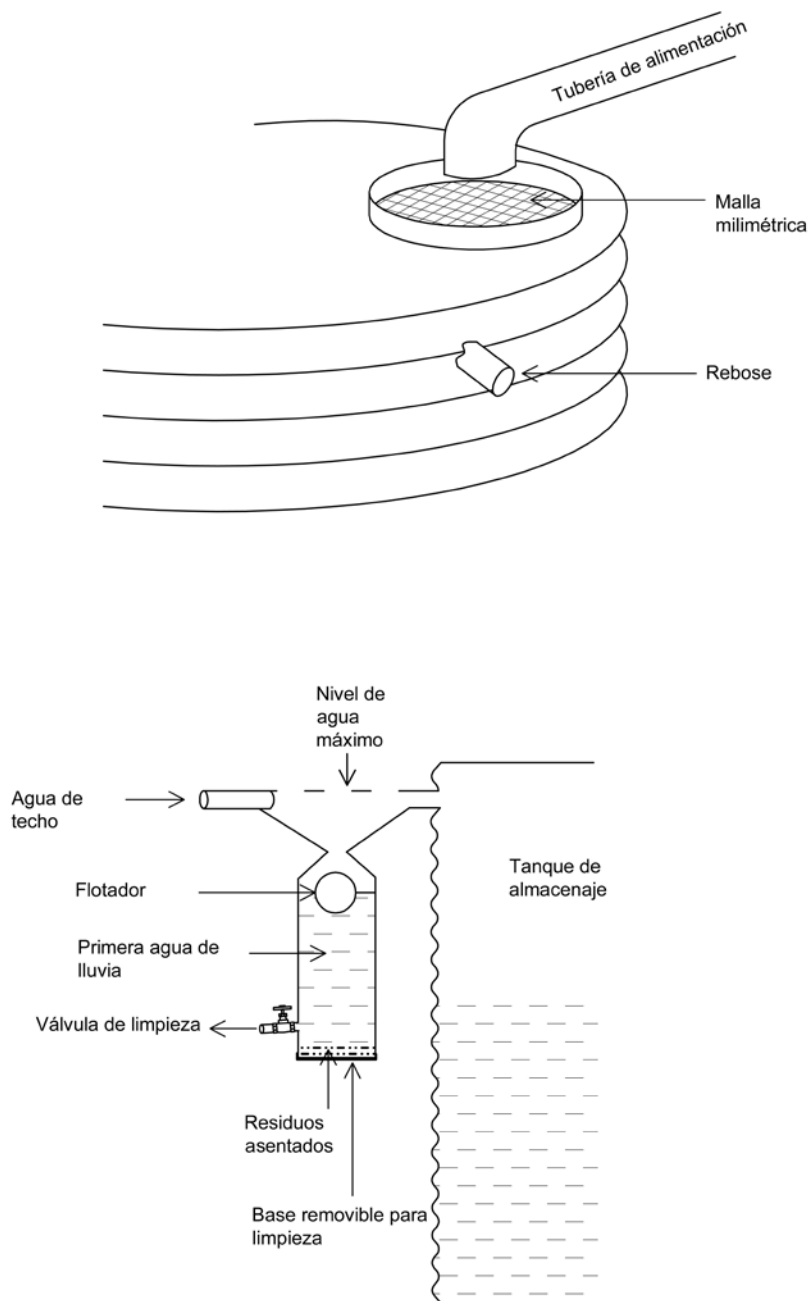 Tubería de alimentación
Malla
milimétrica
Rebose
Nivel de
agua
máximo
Agua de
techo
Tanque de
almacenaje
Flotador
Primera agua de
lluvia
Válvula de limpieza
Residuos
asentados
Base removible para
limpieza